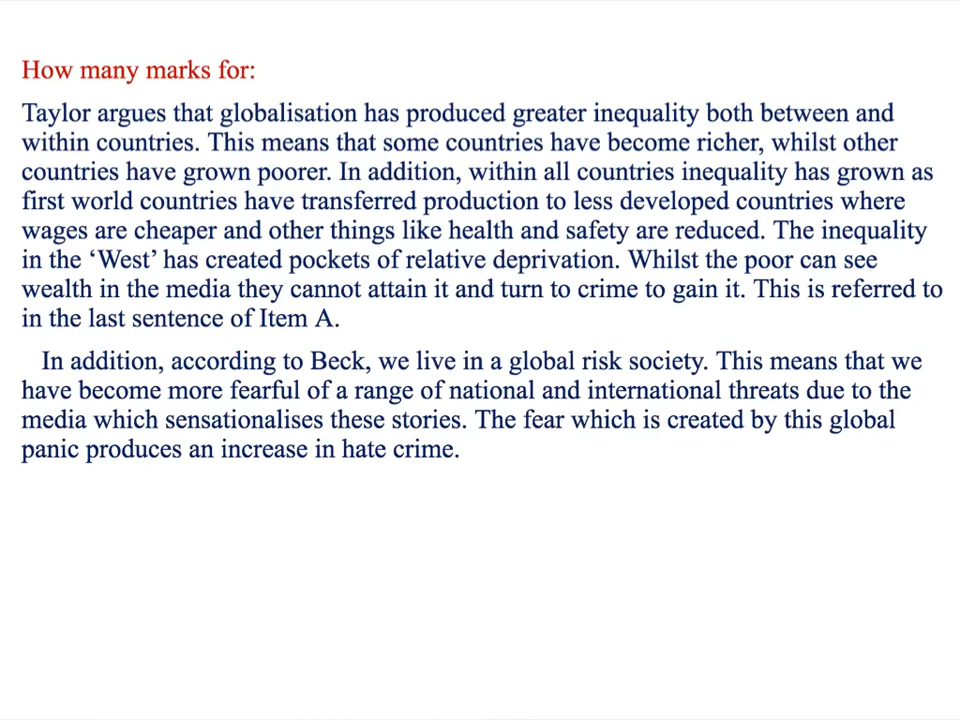 How many marks for:
Taylor argues that globalisation has produced greater inequality both between and
within countries. This means that some countries have become richer, whilst other
countries have grown poorer. In addition, within all countries inequality has grown as
first world countries have transferred production to less developed countries where
wages are cheaper and other things like health and safety are reduced. The inequality
in the ‘West’ has created pockets of relative deprivation. Whilst the poor can see
wealth in the media they cannot attain it and turn to crime to gain it. This is referred to
in the last sentence of Item A.
In addition, according to Beck, we live in a global risk society. This means that we
have become more fearful of a range of national and international threats due to the
media which sensationalises these stories. The fear which is created by this global
panic produces an increase in hate crime.